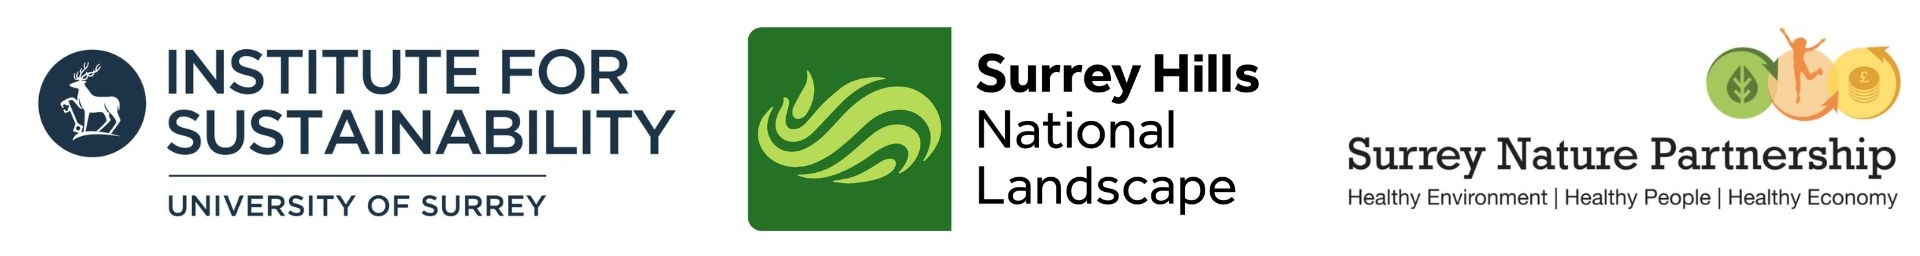 INSTITUTE FOR
SUSTAINABILITY
UNIVERSITY OF SURREY
Surrey Hills
National
Landscape
£
Surrey Nature Partnership
Healthy Environment | Healthy People | Healthy Economy